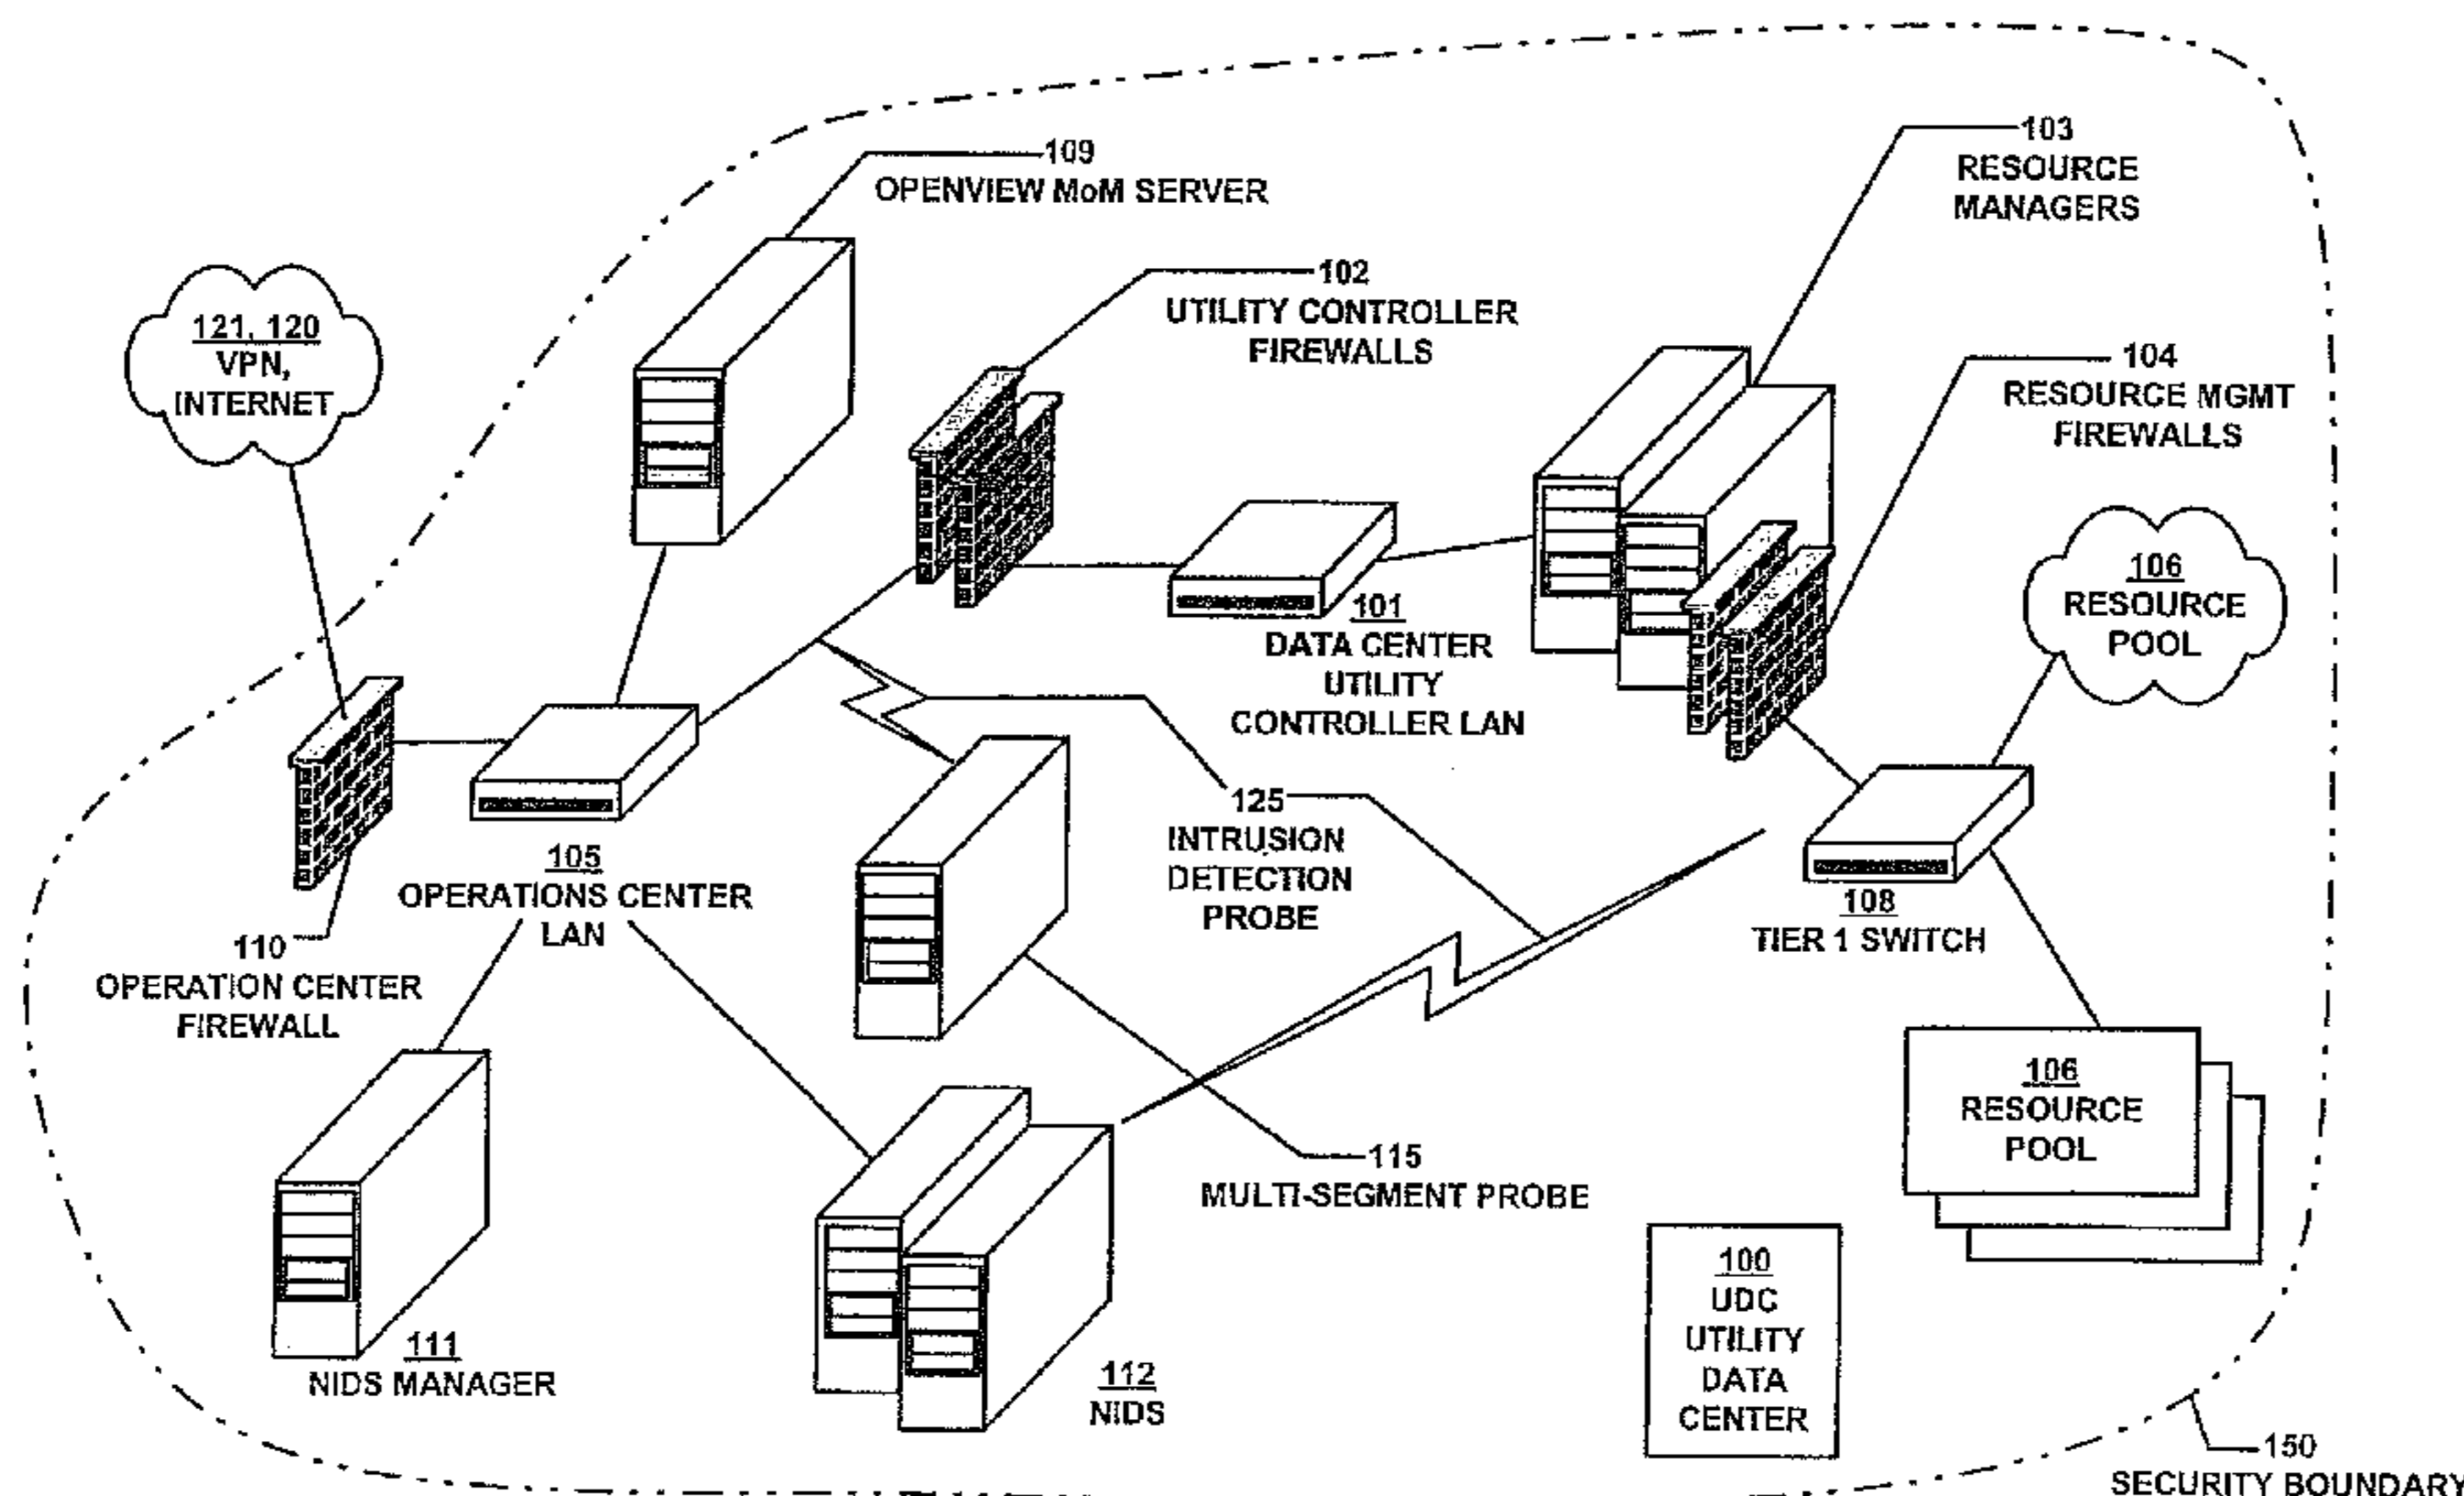 109
OPENVIEW MoM SERVER
103
RESOURCE
MANAGERS
102
UTILITY CONTROLLER
FIREWALLS
121, 120
VPN,
INTERNET
104
RESOURCE MGMT
FIREWALLS
106
RESOURCE
POOL
101
DATA CENTER
UTILITY
CONTROLLER LAN
125
INTRUSION
DETECTION
PROBE
105
OPERATIONS CENTER
LAN
108
TIER 1 SWITCH
110
OPERATION CENTER
FIREWALL
106
RESOURCE
POOL
115
MULTI-SEGMENT PROBE
100
UDC
UTILITY
DATA
CENTER
111
NIDS MANAGER
112
NIDS
150
SECURITY BOUNDARY